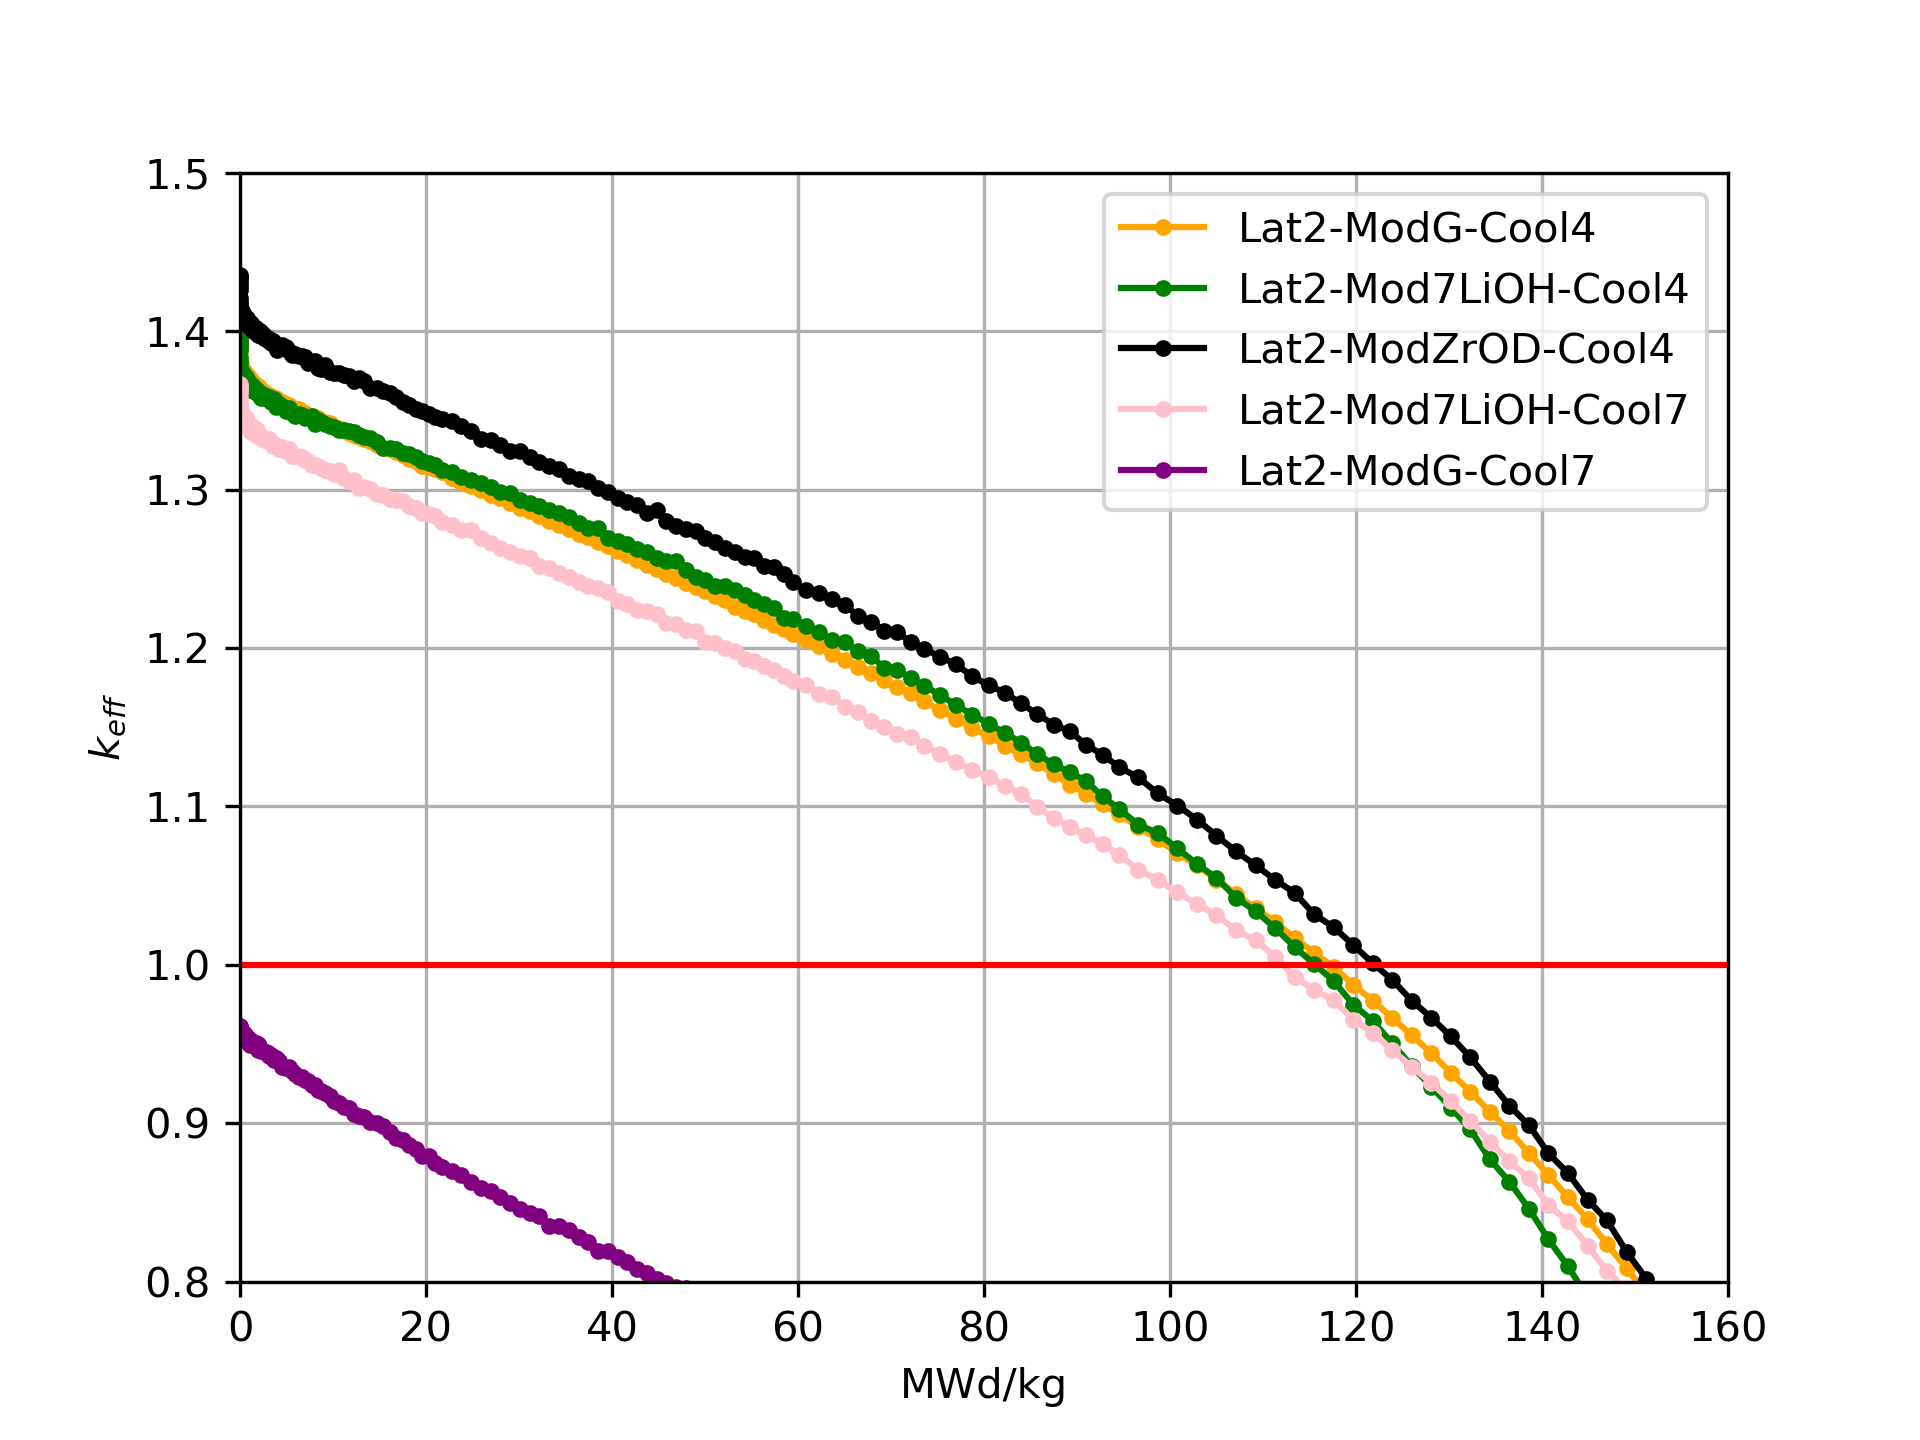 1.5
1.4
1.3
1.2
1.1
1.0
0.9
0.8
k_eff
Lat2-ModG-Cool4
Lat2-Mod7LiOH-Cool4
Lat2-ModZrOD-Cool4
Lat2-Mod7LiOH-Cool7
Lat2-ModG-Cool7
0 20 40 60 80 100 120 140 160
MWd/kg